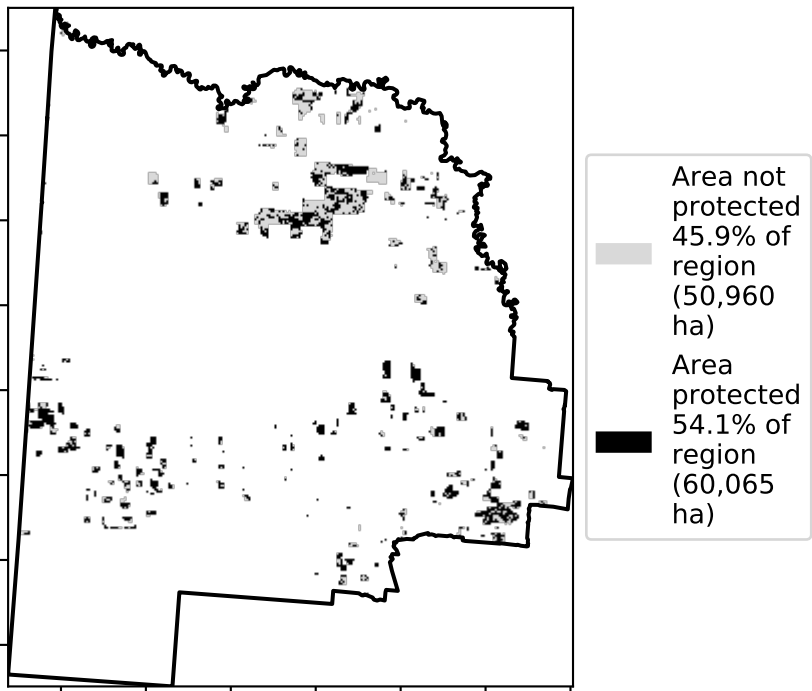 Area not
protected
45.9% of
region
(50,960
ha)
Area
protected
54.1% of
region
(60,065
ha)